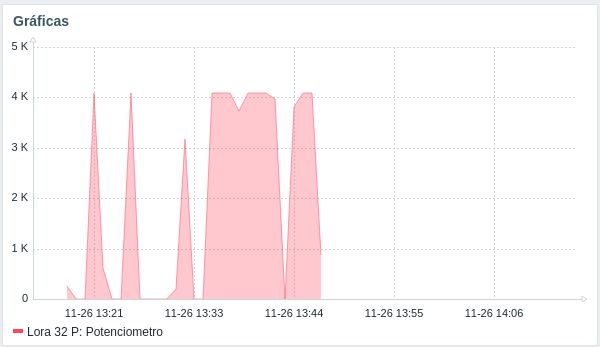 Gráficas
5 K
4 K
3 K
2 K
1 K
0
11-26 13:21 11-26 13:33 11-26 13:44 11-26 13:55 11-26 14:06
Lora 32 P: Potenciometro